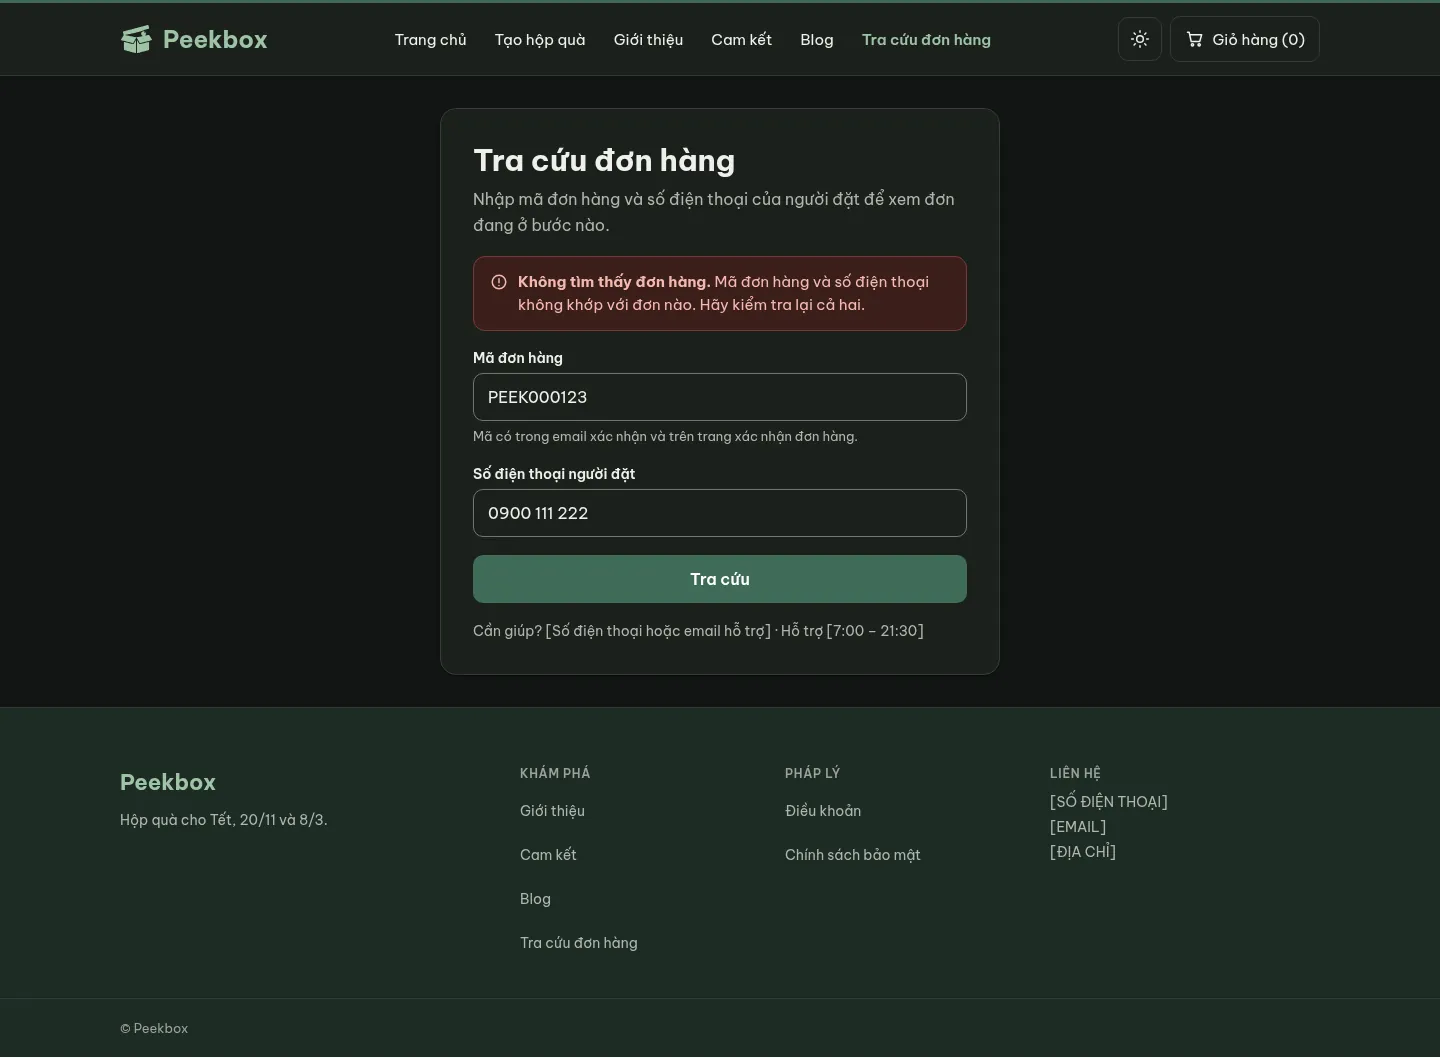 Peekbox
Trang chủ
Tạo hộp quà
Giới thiệu
Cam kết
Blog
Tra cứu đơn hàng
Giỏ hàng (0)
Tra cứu đơn hàng
Nhập mã đơn hàng và số điện thoại của người đặt để xem đơn
đang ở bước nào.
Không tìm thấy đơn hàng. Mã đơn hàng và số điện thoại
không khớp với đơn nào. Hãy kiểm tra lại cả hai.
Mã đơn hàng
PEEK000123
Mã có trong email xác nhận và trên trang xác nhận đơn hàng.
Số điện thoại người đặt
0900 111 222
Tra cứu
Cần giúp? [Số điện thoại hoặc email hỗ trợ] · Hỗ trợ [7:00 – 21:30]
Peekbox
Hộp quà cho Tết, 20/11 và 8/3.
KHÁM PHÁ
Giới thiệu
Cam kết
Blog
Tra cứu đơn hàng
PHÁP LÝ
Điều khoản
Chính sách bảo mật
LIÊN HỆ
[SỐ ĐIỆN THOẠI]
[EMAIL]
[ĐỊA CHỈ]
© Peekbox